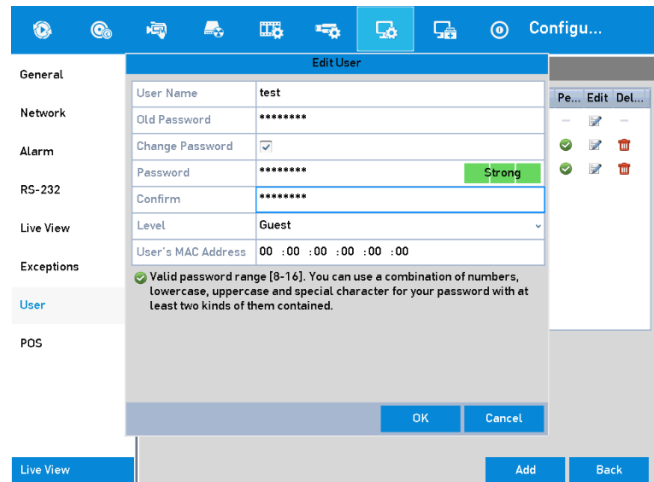 Configu...
Edit User
General
Network
Alarm
RS-232
Live View
Exceptions
User
POS
User Name test
Old Password ********
Change Password
Password ******** Strong
Confirm ********
Level Guest
User's MAC Address 00 :00 :00 :00 :00 :00
Valid password range [8-16]. You can use a combination of numbers,
lowercase, uppercase and special character for your password with at
least two kinds of them contained.
Pe... Edit Del...
— —
OK Cancel
Live View Add Back